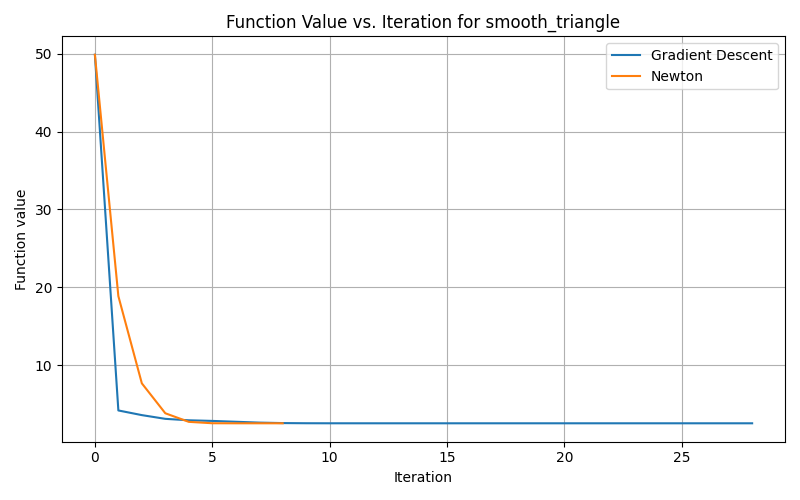 Function Value vs. Iteration for smooth_triangle
Gradient Descent
Newton
Function value
50
40
30
20
10
0
5
10
15
20
25
Iteration